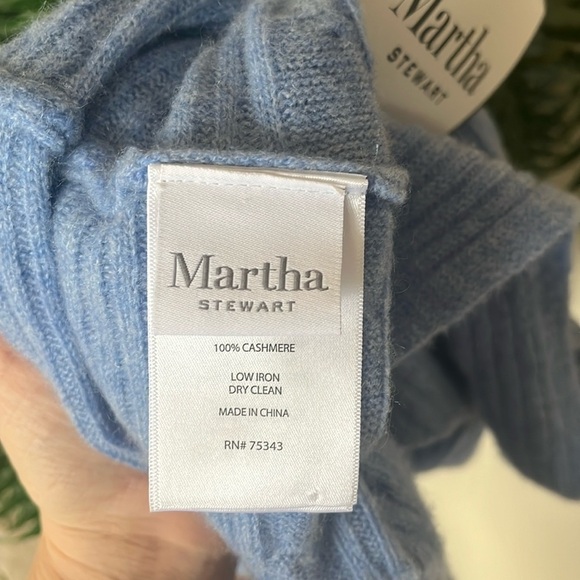 Martha
STEWART
Martha
STEWART
100% CASHMERE
LOW IRON
DRY CLEAN
MADE IN CHINA
RN# 75343